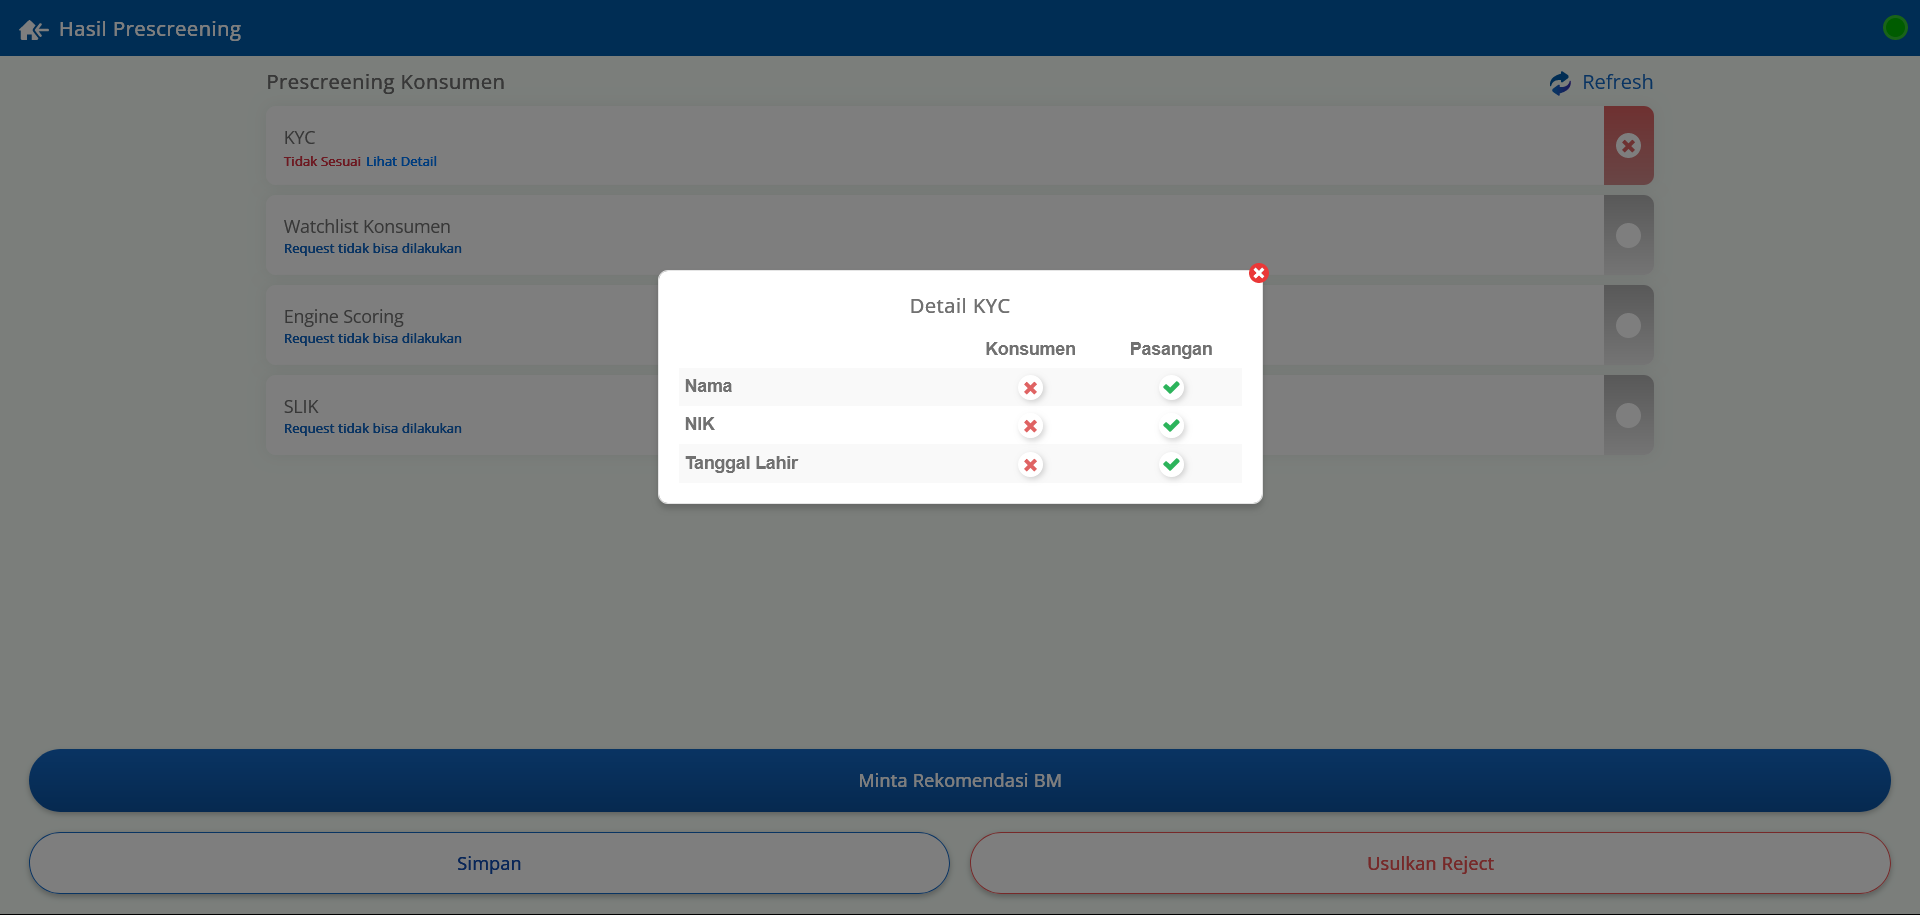 Hasil Prescreening
Prescreening Konsumen
Refresh
KYC
Tidak Sesuai Lihat Detail
Watchlist Konsumen
Request tidak bisa dilakukan
Engine Scoring
Request tidak bisa dilakukan
SLIK
Request tidak bisa dilakukan
Detail KYC
Konsumen Pasangan
Nama
NIK
Tanggal Lahir
Minta Rekomendasi BM
Simpan
Usulkan Reject